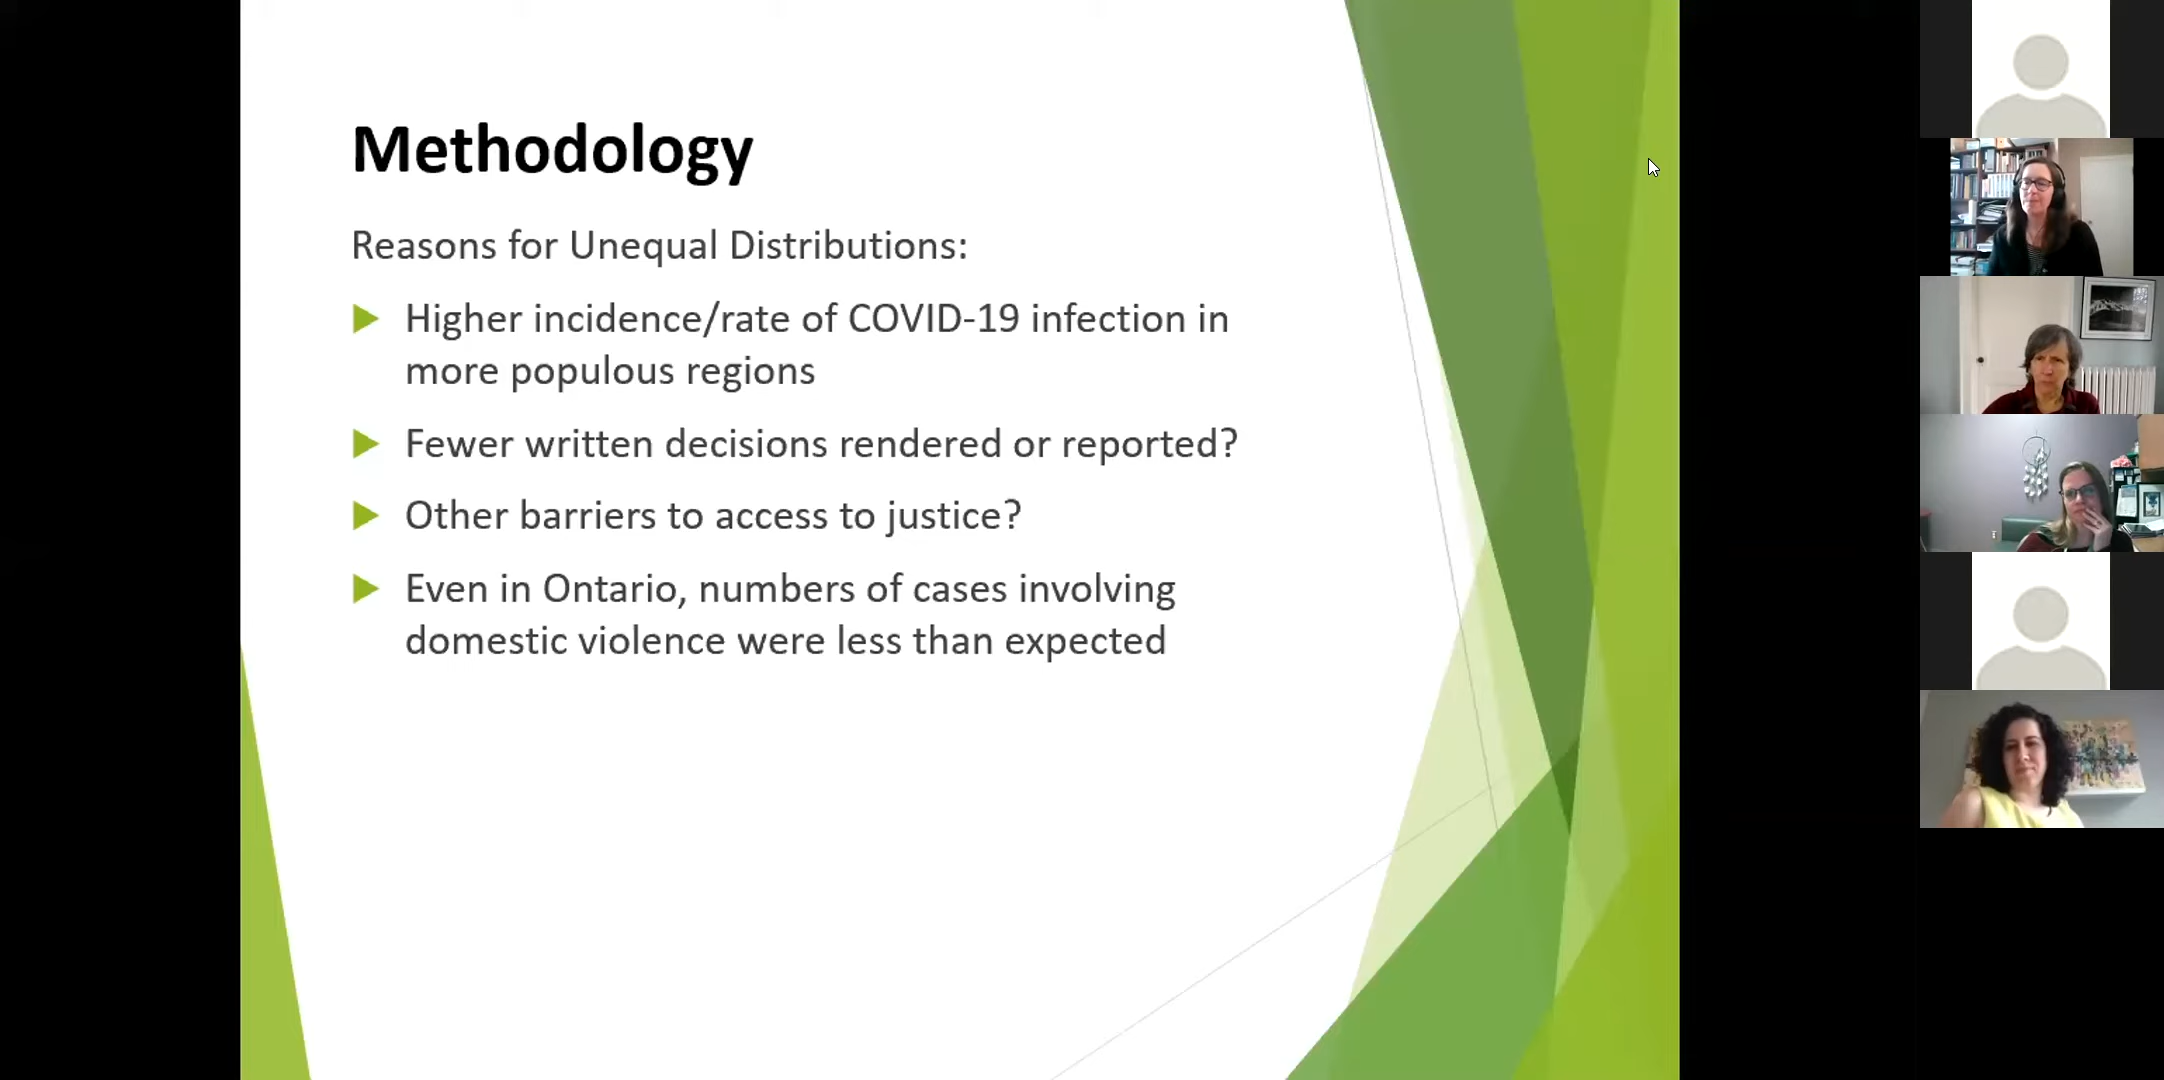 Methodology
Reasons for Unequal Distributions:
Higher incidence/rate of COVID-19 infection in
more populous regions
Fewer written decisions rendered or reported?
Other barriers to access to justice?
Even in Ontario, numbers of cases involving
domestic violence were less than expected